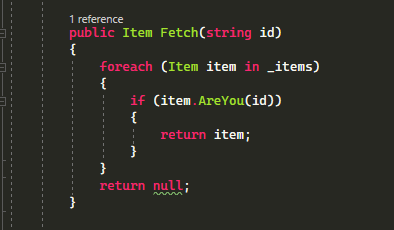 1 reference
public Item Fetch(string id)
{
    foreach (Item item in _items)
    {
        if (item.AreYou(id))
        {
            return item;
        }
    }
    return null;
}